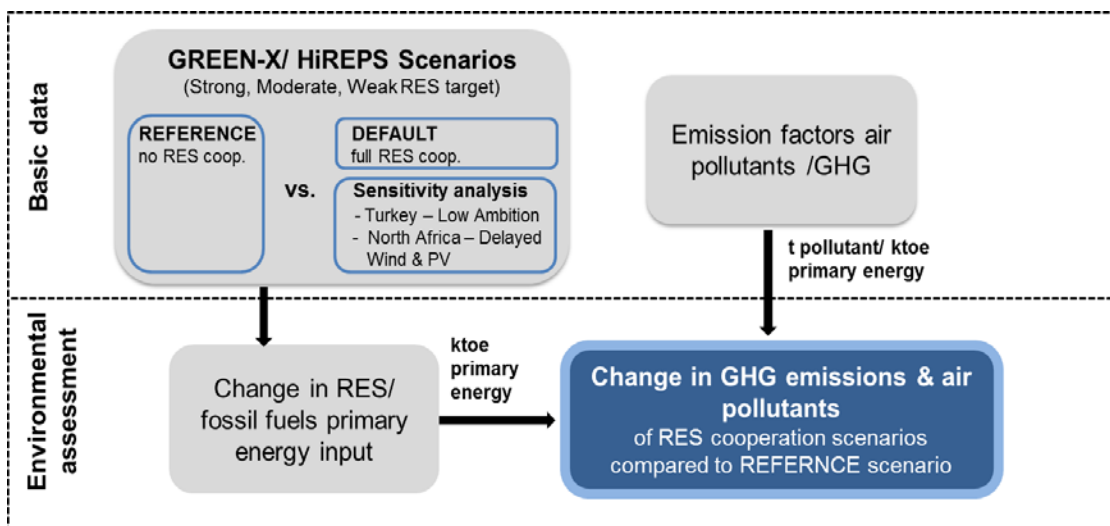 Basic data
GREEN-X/ HiREPS Scenarios
(Strong, Moderate, Weak RES target)
REFERENCE
no RES coop.
vs.
DEFAULT
full RES coop.
Sensitivity analysis
- Turkey – Low Ambition
- North Africa – Delayed
Wind & PV
Emission factors air
pollutants /GHG
t pollutant/ ktoe
primary energy
Environmental
assessment
Change in RES/
fossil fuels primary
energy input
ktoe
primary
energy
Change in GHG emissions & air
pollutants
of RES cooperation scenarios
compared to REFERNCE scenario